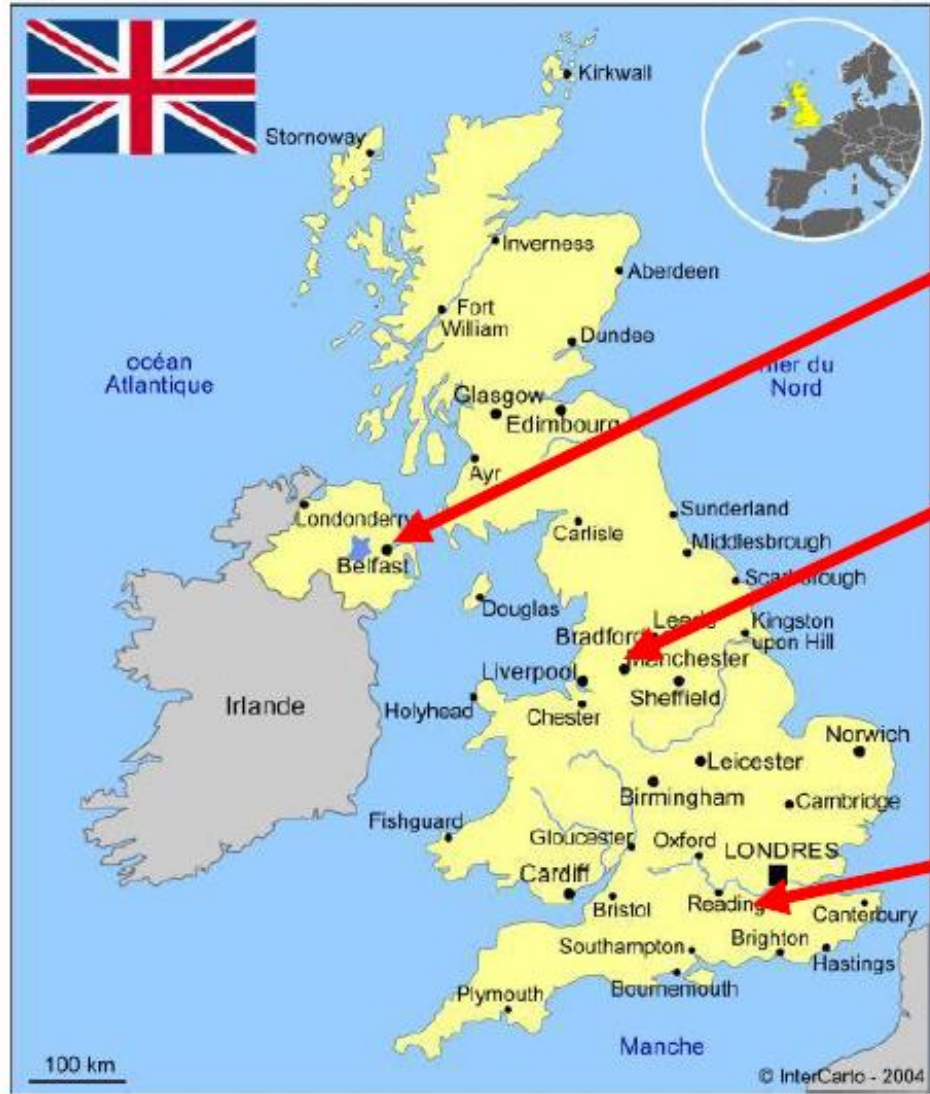 Kirkwall
Stornoway
Inverness
Aberdeen
Fort
William
Dundee
océan
Atlantique
mer du
Nord
Glasgow
Edimbourg
Ayr
Londonderry
Sunderland
Carlisle
Middlesbrough
Belfast
Scarborough
Douglas
Leeds
Kingston
upon Hill
Bradford
Manchester
Liverpool
Sheffield
Irlande
Holyhead
Chester
Norwich
Leicester
Birmingham
Cambridge
Fishguard
Gloucester
Oxford
LONDRES
Cardiff
Bristol
Reading
Canterbury
Southampton
Brighton
Hastings
Bournemouth
Plymouth
Manche
100 km
© InterCarto - 2004